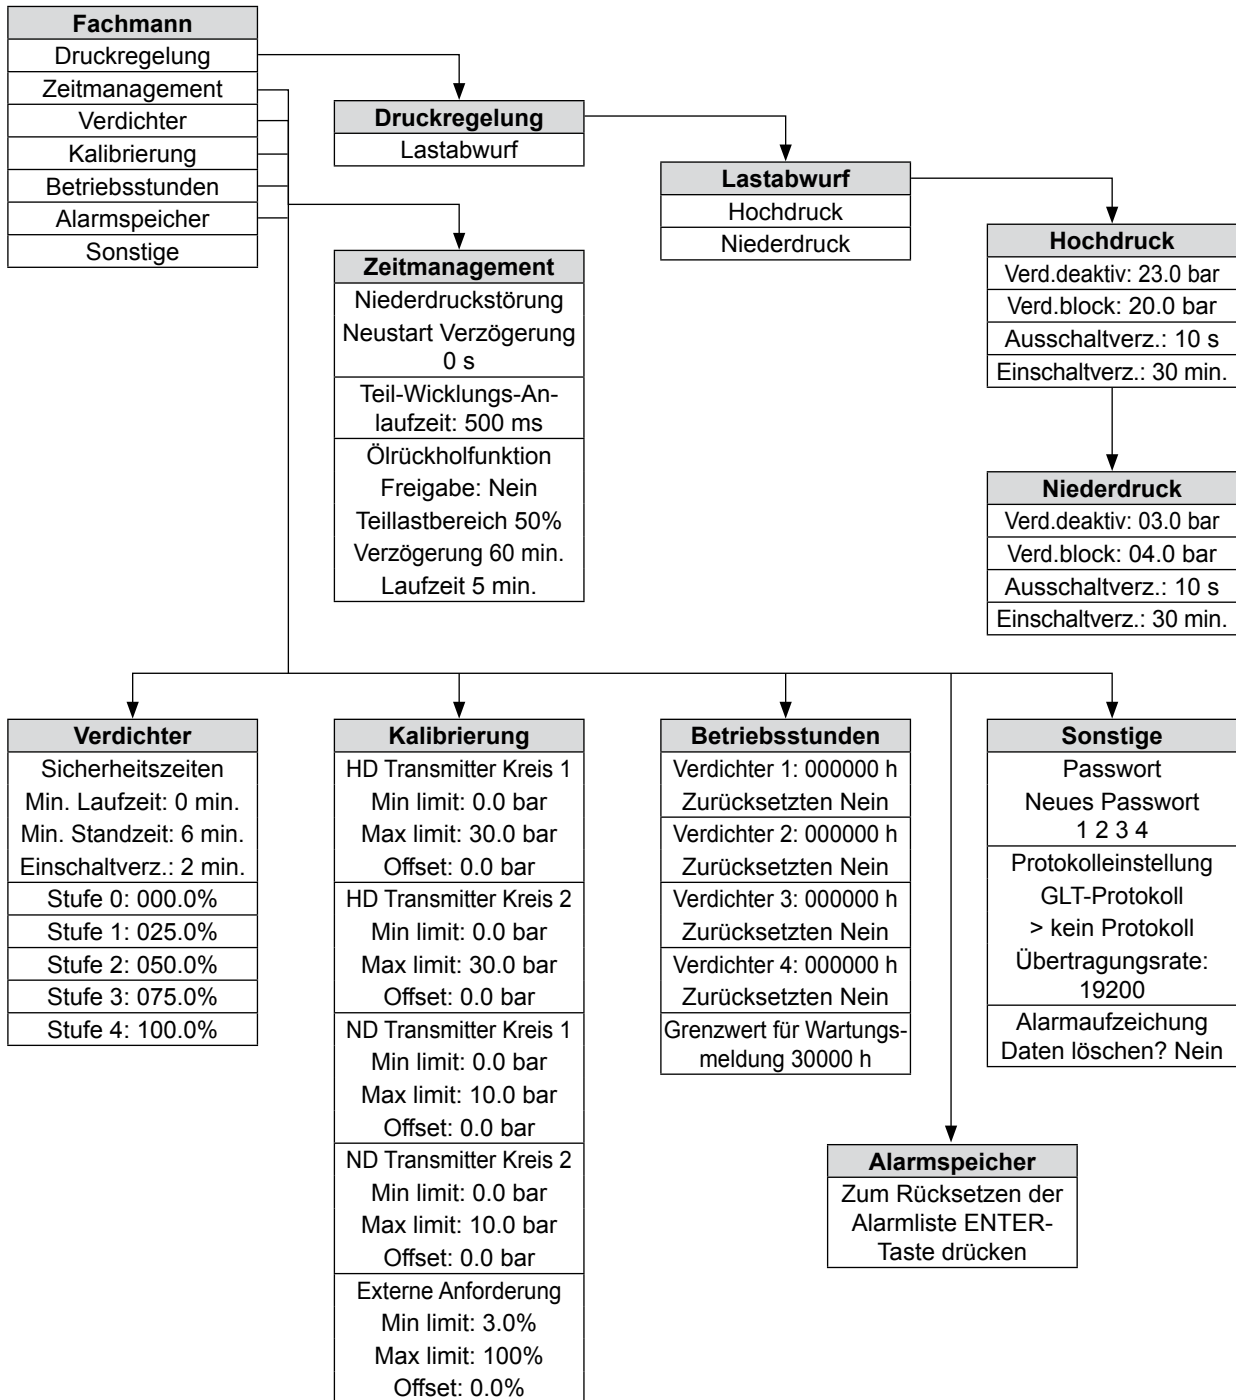 Fachmann
Druckregelung
Zeitmanagement
Verdichter
Kalibrierung
Betriebsstunden
Alarmspeicher
Sonstige
Druckregelung
Lastabwurf
Lastabwurf
Hochdruck
Niederdruck
Hochdruck
Verd.deaktiv: 23.0 bar
Verd.block: 20.0 bar
Ausschaltverz.: 10 s
Einschaltverz.: 30 min.
Niederdruck
Verd.deaktiv: 03.0 bar
Verd.block: 04.0 bar
Ausschaltverz.: 10 s
Einschaltverz.: 30 min.
Zeitmanagement
Niederdruckstörung
Neustart Verzögerung
0 s
Teil-Wicklungs-An-
laufzeit: 500 ms
Ölrückholfunktion
Freigabe: Nein
Teillastbereich 50%
Verzögerung 60 min.
Laufzeit 5 min.
Verdichter
Sicherheitszeiten
Min. Laufzeit: 0 min.
Min. Standzeit: 6 min.
Einschaltverz.: 2 min.
Stufe 0: 000.0%
Stufe 1: 025.0%
Stufe 2: 050.0%
Stufe 3: 075.0%
Stufe 4: 100.0%
Kalibrierung
HD Transmitter Kreis 1
Min limit: 0.0 bar
Max limit: 30.0 bar
Offset: 0.0 bar
HD Transmitter Kreis 2
Min limit: 0.0 bar
Max limit: 30.0 bar
Offset: 0.0 bar
ND Transmitter Kreis 1
Min limit: 0.0 bar
Max limit: 10.0 bar
Offset: 0.0 bar
ND Transmitter Kreis 2
Min limit: 0.0 bar
Max limit: 10.0 bar
Offset: 0.0 bar
Externe Anforderung
Min limit: 3.0%
Max limit: 100%
Offset: 0.0%
Betriebsstunden
Verdichter 1: 000000 h
Zurücksetzten Nein
Verdichter 2: 000000 h
Zurücksetzten Nein
Verdichter 3: 000000 h
Zurücksetzten Nein
Verdichter 4: 000000 h
Zurücksetzten Nein
Grenzwert für Wartungs-
meldung 30000 h
Sonstige
Passwort
Neues Passwort
1 2 3 4
Protokolleinstellung
GLT-Protokoll
> kein Protokoll
Übertragungsrate:
19200
Alarmaufzeichung
Daten löschen? Nein
Alarmspeicher
Zum Rücksetzen der
Alarmliste ENTER-
Taste drücken